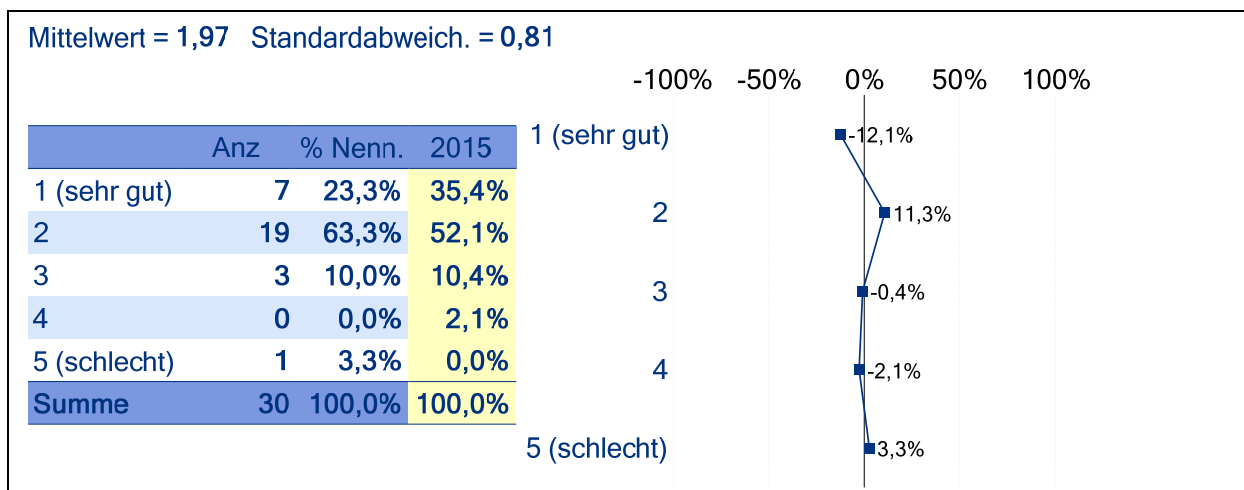 Mittelwert = 1,97 Standardabweich. = 0,81
-100% -50% 0% 50% 100%
Anz % Nenn. 2015
1 (sehr gut) 7 23,3% 35,4%
2 19 63,3% 52,1%
3 3 10,0% 10,4%
4 0 0,0% 2,1%
5 (schlecht) 1 3,3% 0,0%
Summe 30 100,0% 100,0%
1 (sehr gut) -12,1%
2 11,3%
3 -0,4%
4 -2,1%
5 (schlecht) 3,3%